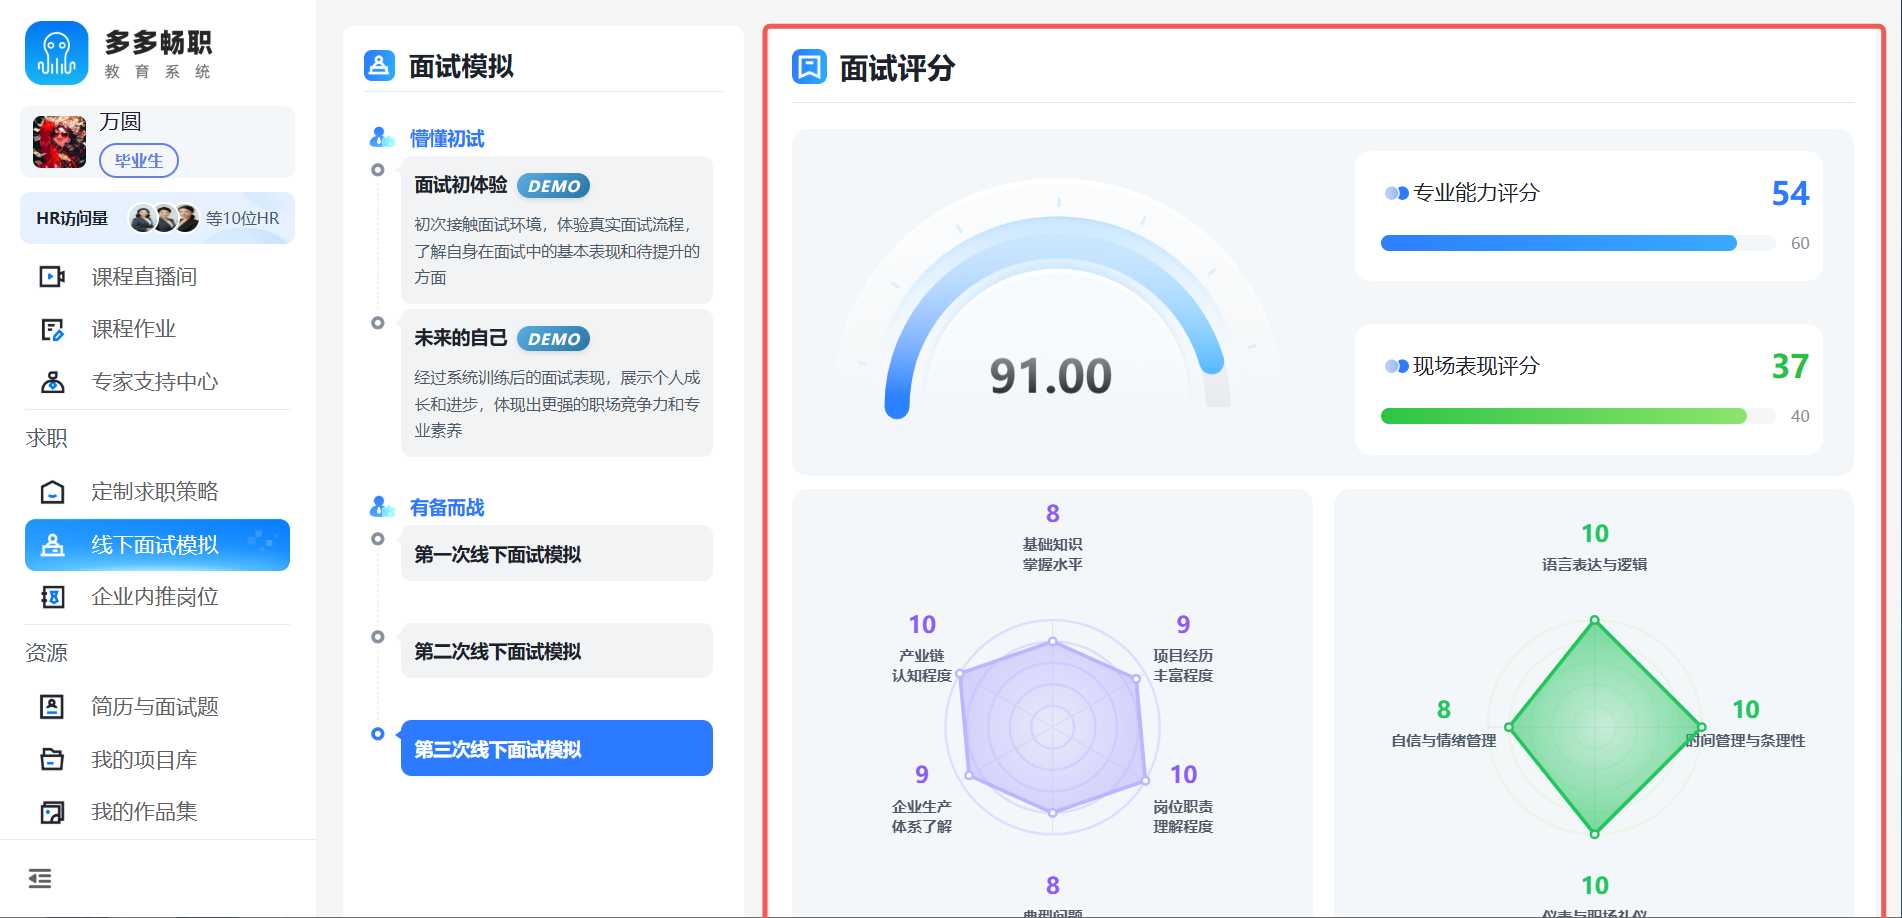 多多畅职
教育系统
万圆
毕业生
HR访问量
等10位HR
课程直播间
课程作业
专家支持中心
求职
定制求职策略
线下面试模拟
企业内推岗位
资源
简历与面试题
我的项目库
我的作品集
面试模拟
懵懂初试
面试初体验 DEMO
初次接触面试环境，体验真实面试流程，
了解自身在面试中的基本表现和待提升的
方面
未来的自己 DEMO
经过系统训练后的面试表现，展示个人成
长和进步，体现出更强的职场竞争力和专
业素养
有备而战
第一次线下面试模拟
第二次线下面试模拟
第三次线下面试模拟
面试评分
91.00
专业能力评分
54
60
现场表现评分
37
40
8
基础知识
掌握水平
10
产业链
认知程度
9
项目经历
丰富程度
9
企业生产
体系了解
10
岗位职责
理解程度
8
典型问题
10
语言表达与逻辑
8
自信与情绪管理
10
时间管理与条理性
10
仪表与职场礼仪